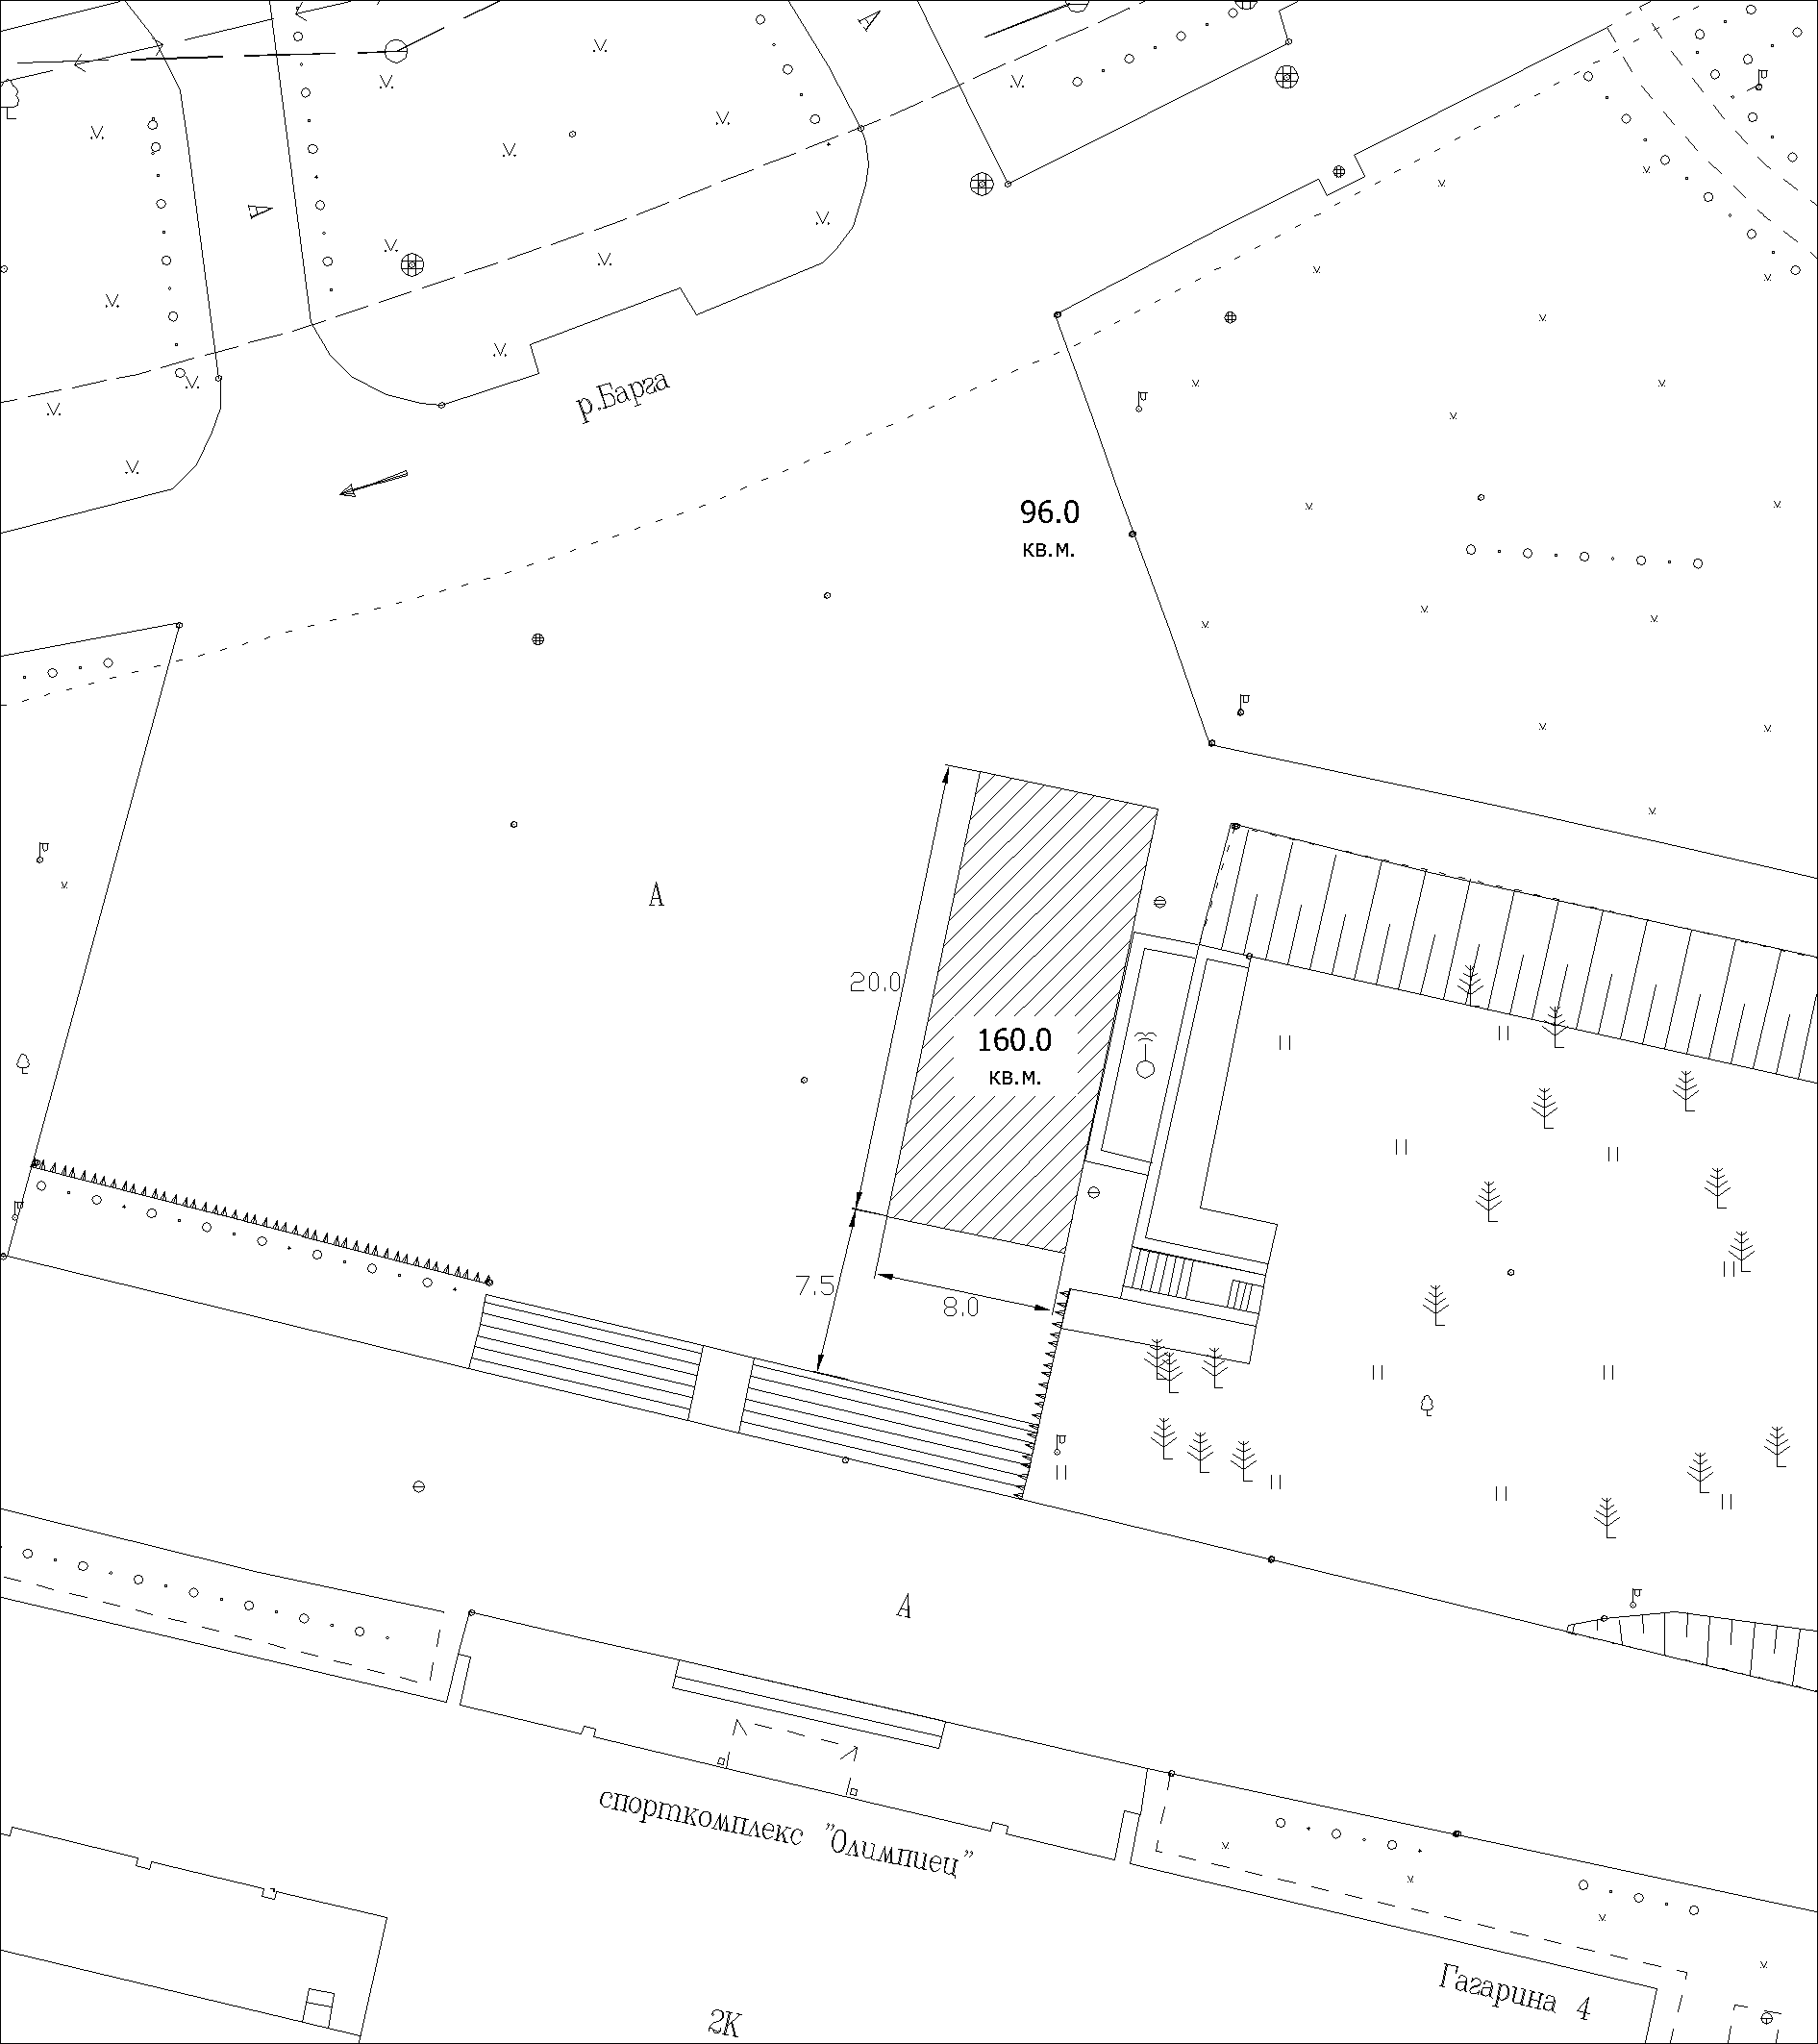 А
А
р.Барга
96.0
кв.м.
А
20.0
160.0
кв.м.
7.5
8.0
А
спорткомплекс "Олимпиец"
Гагарина 4
2К